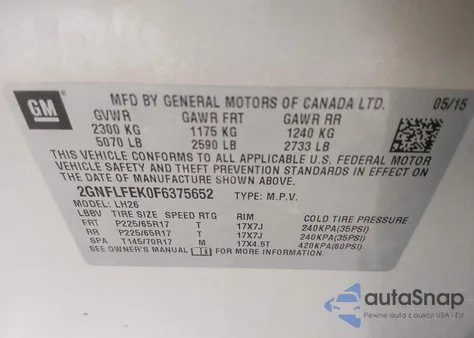 GM
MFD BY GENERAL MOTORS OF CANADA LTD. 05/15
GVWR GAWR FRT GAWR RR
2300 KG 1175 KG 1240 KG
5070 LB 2590 LB 2733 LB
THIS VEHICLE CONFORMS TO ALL APPLICABLE U.S. FEDERAL MOTOR
VEHICLE SAFETY, BUMPER, AND THEFT PREVENTION STANDARDS IN
EFFECT ON THE DATE OF MANUFACTURE SHOWN ABOVE.
2GNFLFEK0F6375652 TYPE: M.P.V.
MODEL: LH26
LBBV TIRE SIZE SPEED RTG RIM COLD TIRE PRESSURE
FRT P225/65R17 T 17X7J 240KPA(35PSI)
RR P225/65R17 T 17X7J 240KPA(35PSI)
SPA T145/70R17 M 17X4.5T 420KPA(60PSI)
SEE OWNER'S MANUAL FOR MORE INFORMATION.
autoSnap
Pewne auta z aukcji USA - EU